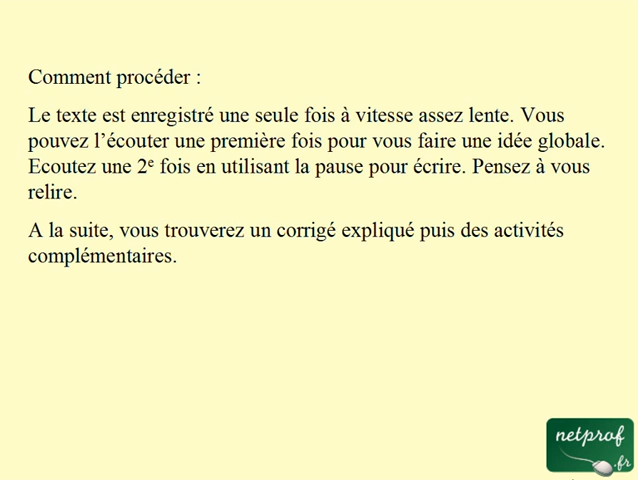 Comment procéder :
Le texte est enregistré une seule fois à vitesse assez lente. Vous
pouvez l’écouter une première fois pour vous faire une idée globale.
Ecoutez une 2e fois en utilisant la pause pour écrire. Pensez à vous
relire.
A la suite, vous trouverez un corrigé expliqué puis des activités
complémentaires.
netprof
.fr